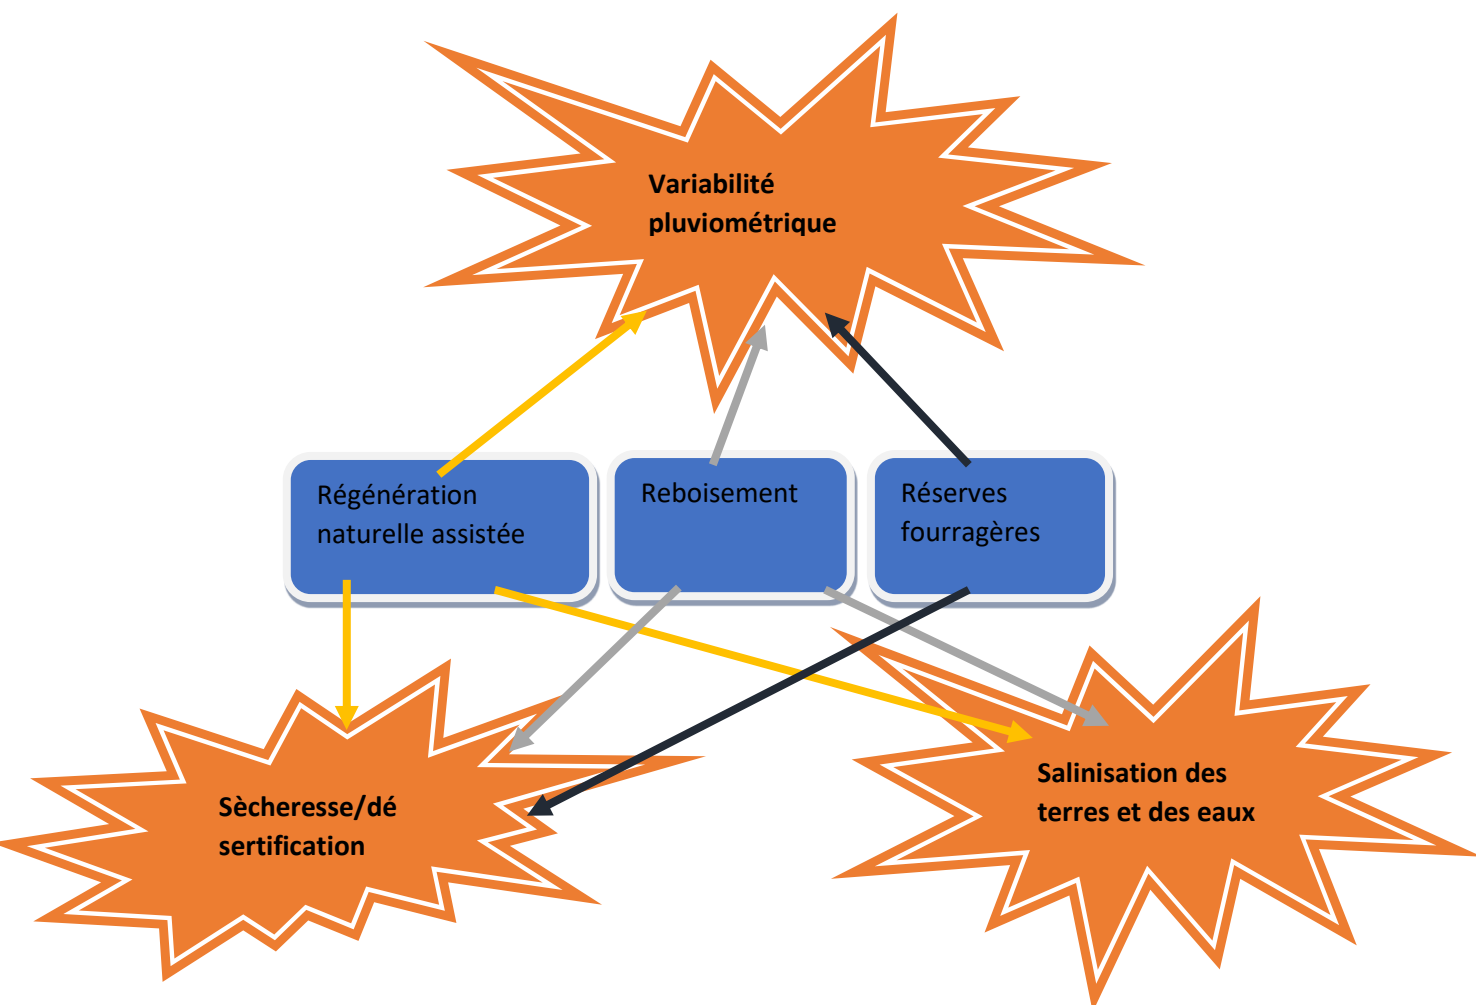 Variabilité
pluviométrique
Régénération
naturelle assistée
Reboisement
Réserves
fourragères
Sècheresse/dé
sertification
Salinisation des
terres et des eaux